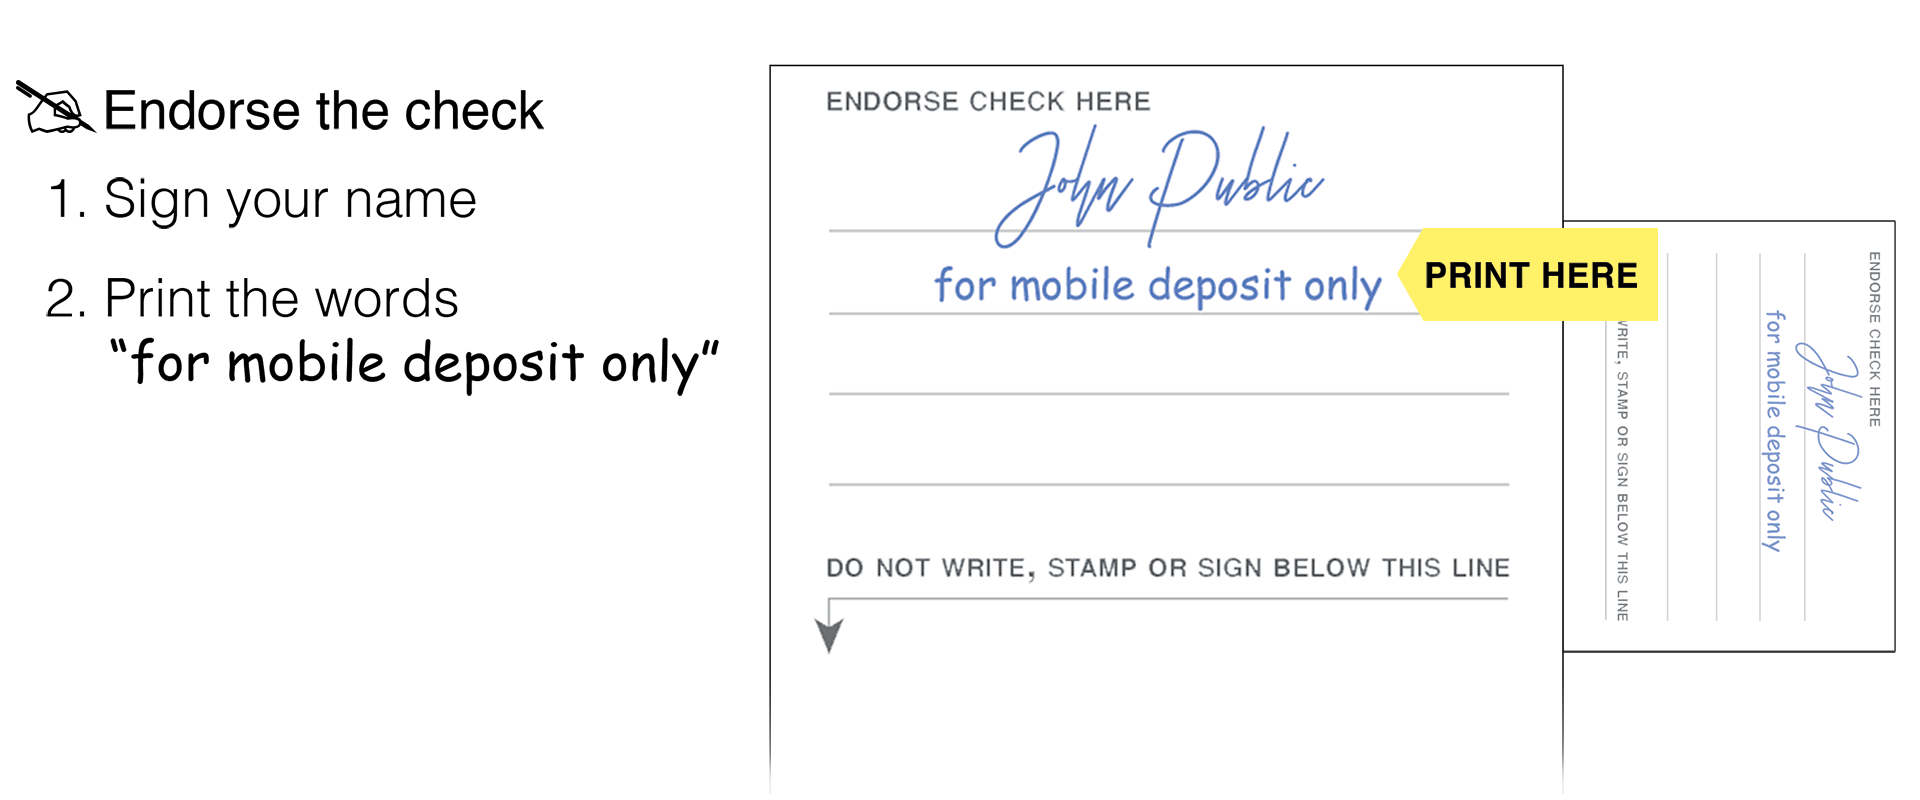 Endorse the check
1. Sign your name
2. Print the words
“for mobile deposit only”
ENDORSE CHECK HERE
John Public
for mobile deposit only
PRINT HERE
DO NOT WRITE, STAMP OR SIGN BELOW THIS LINE
ENDORSE CHECK HERE
John Public
for mobile deposit only
WRITE, STAMP OR SIGN BELOW THIS LINE